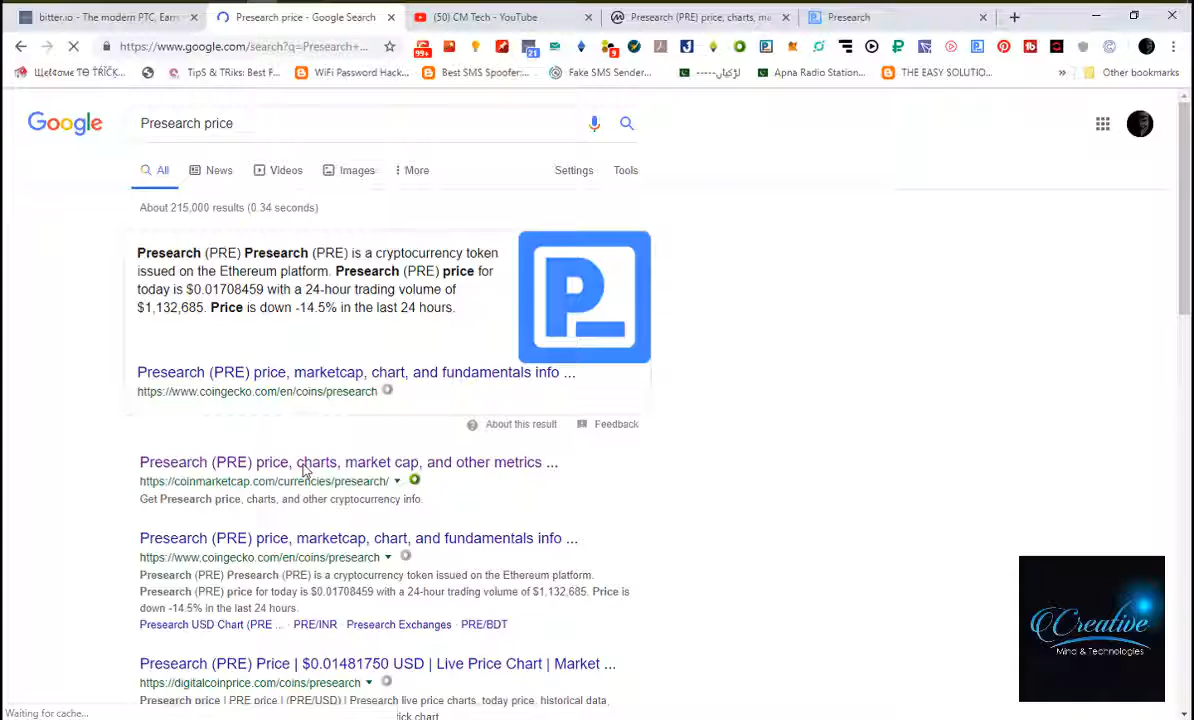 bitter.io - The modern PTC, Earn
Presearch price - Google Search
(50) CM Tech - YouTube
Presearch (PRE) price, charts, ma
Presearch
https://www.google.com/search?q=Presearch+...
99+
21
9
TipS & TRiks: Best F...
WiFi Password Hack...
Best SMS Spoofer:...
Fake SMS Sender...
لڑکیاں-----
Apna Radio Station...
THE EASY SOLUTIO...
Other bookmarks
Google
Presearch price
All
News
Videos
Images
More
Settings
Tools
About 215,000 results (0.34 seconds)
Presearch (PRE) Presearch (PRE) is a cryptocurrency token
issued on the Ethereum platform. Presearch (PRE) price for
today is $0.01708459 with a 24-hour trading volume of
$1,132,685. Price is down -14.5% in the last 24 hours.
Presearch (PRE) price, marketcap, chart, and fundamentals info ...
https://www.coingecko.com/en/coins/presearch
About this result
Feedback
Presearch (PRE) price, charts, market cap, and other metrics ...
https://coinmarketcap.com/currencies/presearch/
Get Presearch price, charts, and other cryptocurrency info.
Presearch (PRE) price, marketcap, chart, and fundamentals info ...
https://www.coingecko.com/en/coins/presearch
Presearch (PRE) Presearch (PRE) is a cryptocurrency token issued on the Ethereum platform.
Presearch (PRE) price for today is $0.01708459 with a 24-hour trading volume of $1,132,685. Price is
down -14.5% in the last 24 hours.
Presearch USD Chart (PRE ... · PRE/INR · Presearch Exchanges · PRE/BDT
Presearch (PRE) Price | $0.01481750 USD | Live Price Chart | Market ...
https://digitalcoinprice.com/coins/presearch
Presearch price | PRE price | (PRE/USD) | Presearch live price charts, today price, historical data,
tick chart
Waiting for cache...
Creative
Mind & Technologies